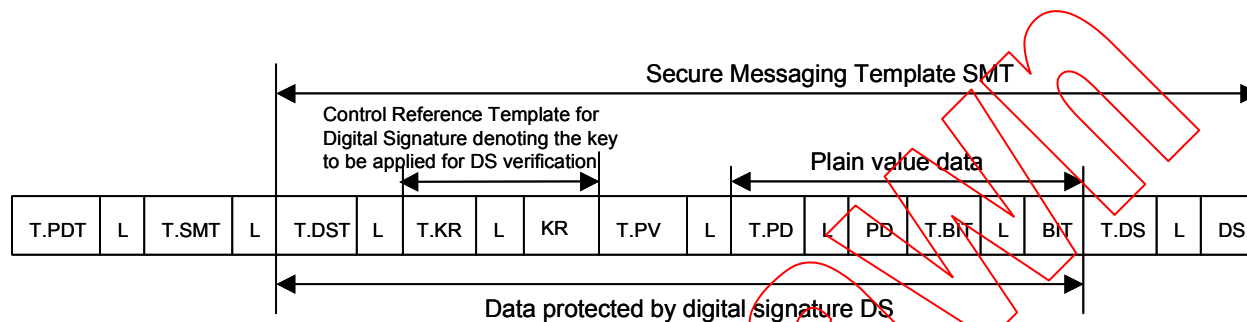 Secure Messaging Template SMT
Control Reference Template for
Digital Signature denoting the key
to be applied for DS verification
Plain value data
T.PDT L T.SMT L T.DST L T.KR L KR T.PV L T.PD L PD T.BIT L BIT T.DS L DS
Data protected by digital signature DS